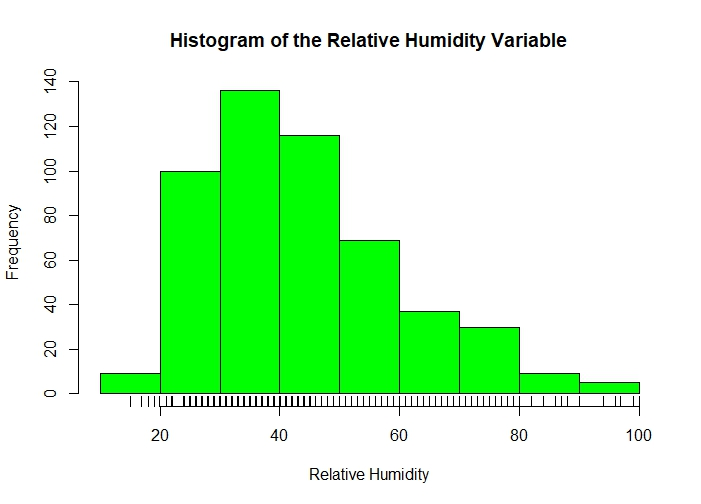 Histogram of the Relative Humidity Variable
Frequency
140
120
100
80
60
40
20
0
20 40 60 80 100
Relative Humidity